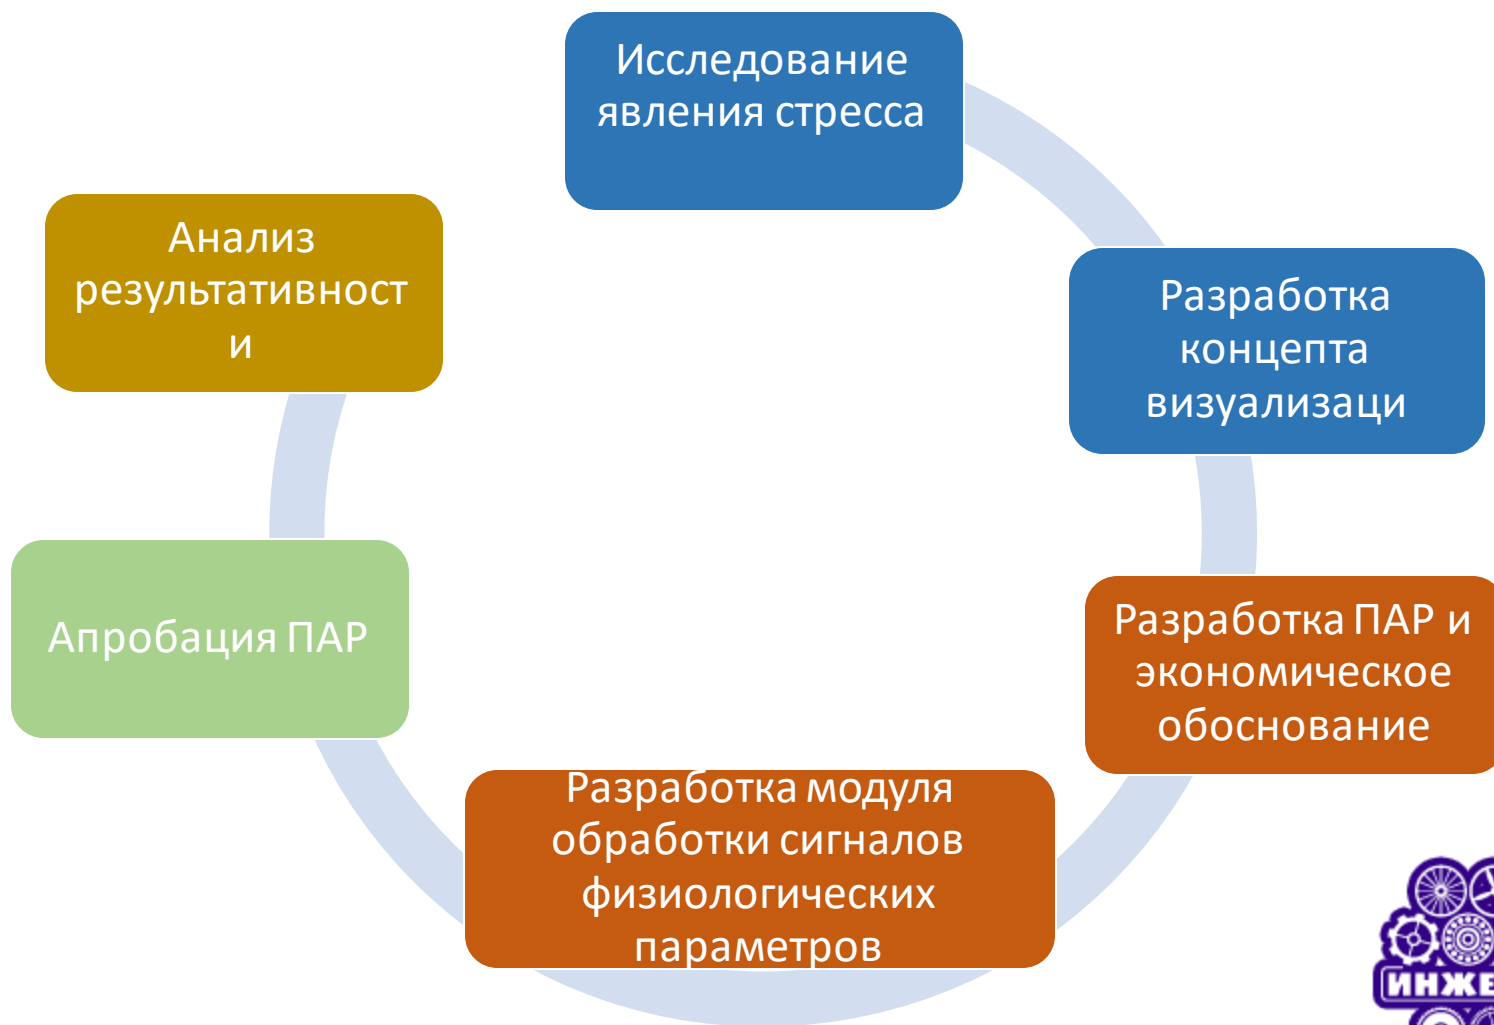 Исследование
явления стресса
Разработка
концепта
визуализаци
Разработка ПАР и
экономическое
обоснование
Разработка модуля
обработки сигналов
физиологических
параметров
Апробация ПАР
Анализ
результативност
и
ИНЖЕ